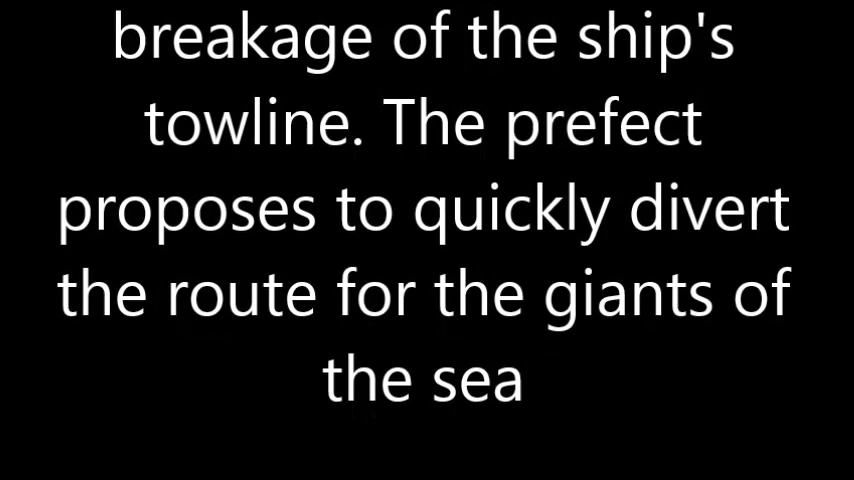 breakage of the ship's
towline. The prefect
proposes to quickly divert
the route for the giants of
the sea